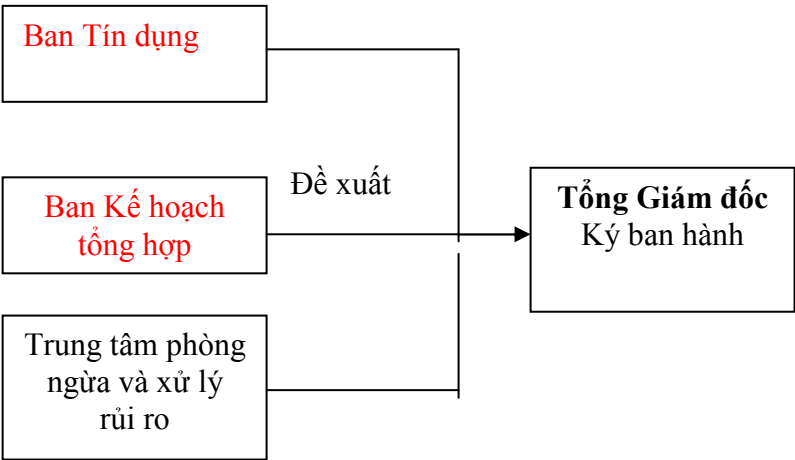 Ban Tín dụng
Ban Kế hoạch
tổng hợp
Trung tâm phòng
ngừa và xử lý
rủi ro
Đề xuất
Tổng Giám đốc
Ký ban hành